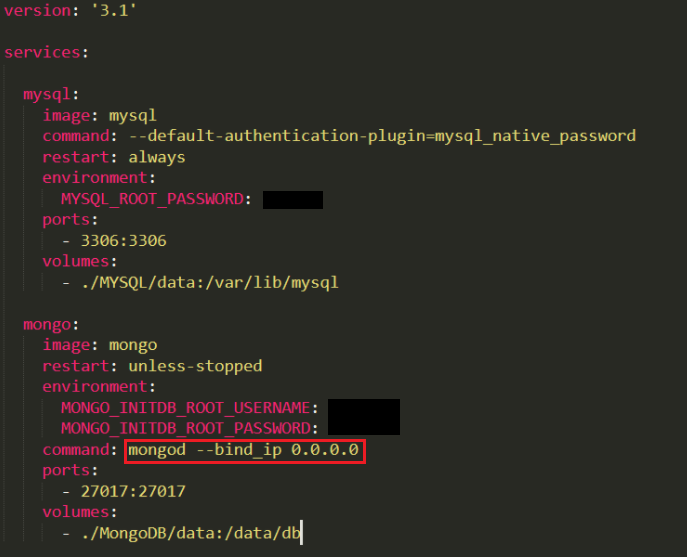 version: '3.1'
services:
mysql:
image: mysql
command: --default-authentication-plugin=mysql_native_password
restart: always
environment:
MYSQL_ROOT_PASSWORD:
ports:
- 3306:3306
volumes:
- ./MYSQL/data:/var/lib/mysql
mongo:
image: mongo
restart: unless-stopped
environment:
MONGO_INITDB_ROOT_USERNAME:
MONGO_INITDB_ROOT_PASSWORD:
command: mongod --bind_ip 0.0.0.0
ports:
- 27017:27017
volumes:
- ./MongoDB/data:/data/db